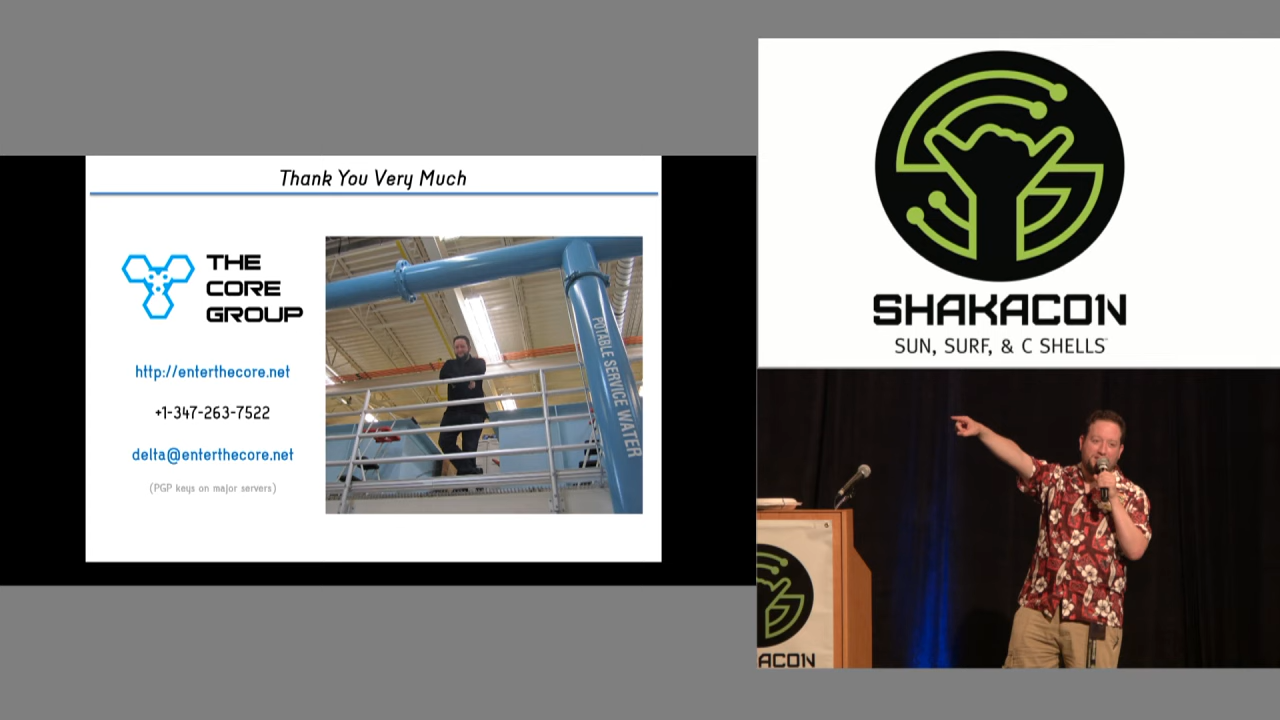 Thank You Very Much
THE
CORE
GROUP
http://enterthecore.net
+1-347-263-7522
delta@enterthecore.net
(PGP keys on major servers)
POTABLE SERVICE WATER
SHAKACON
SUN, SURF, & C SHELLS
ACON